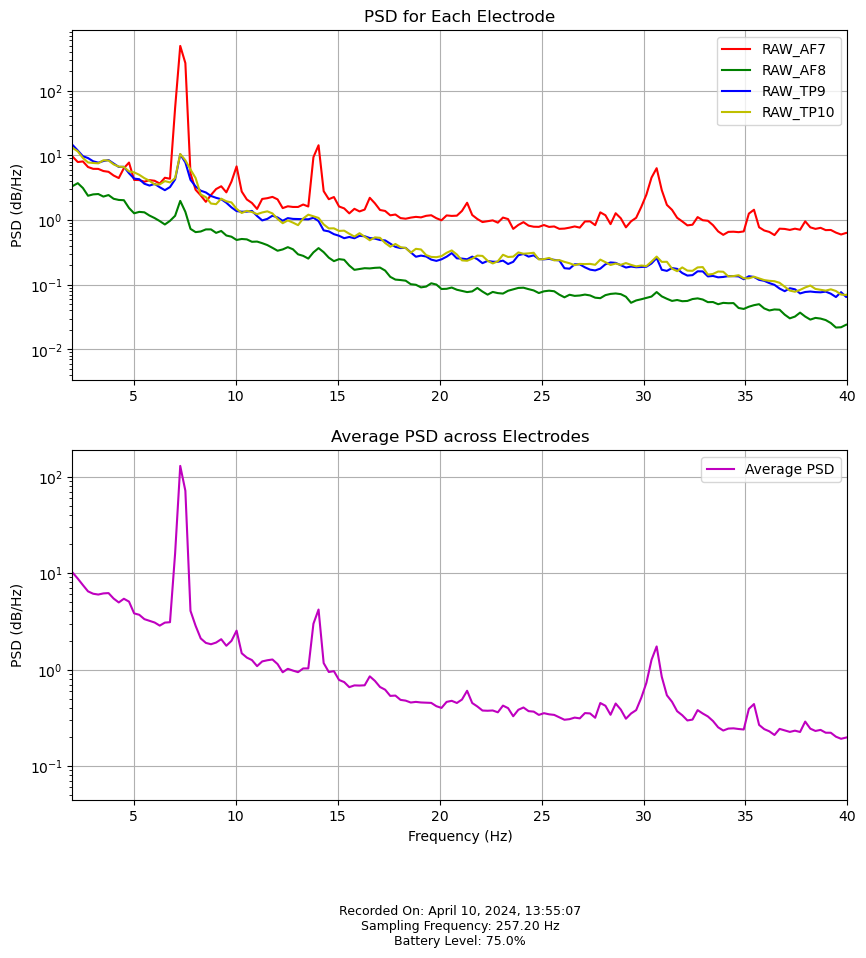 PSD for Each Electrode
RAW_AF7
RAW_AF8
RAW_TP9
RAW_TP10
PSD (dB/Hz)
10²
10¹
10⁰
10⁻¹
10⁻²
5 10 15 20 25 30 35 40
Average PSD across Electrodes
Average PSD
PSD (dB/Hz)
10²
10¹
10⁰
10⁻¹
5 10 15 20 25 30 35 40
Frequency (Hz)
Recorded On: April 10, 2024, 13:55:07
Sampling Frequency: 257.20 Hz
Battery Level: 75.0%